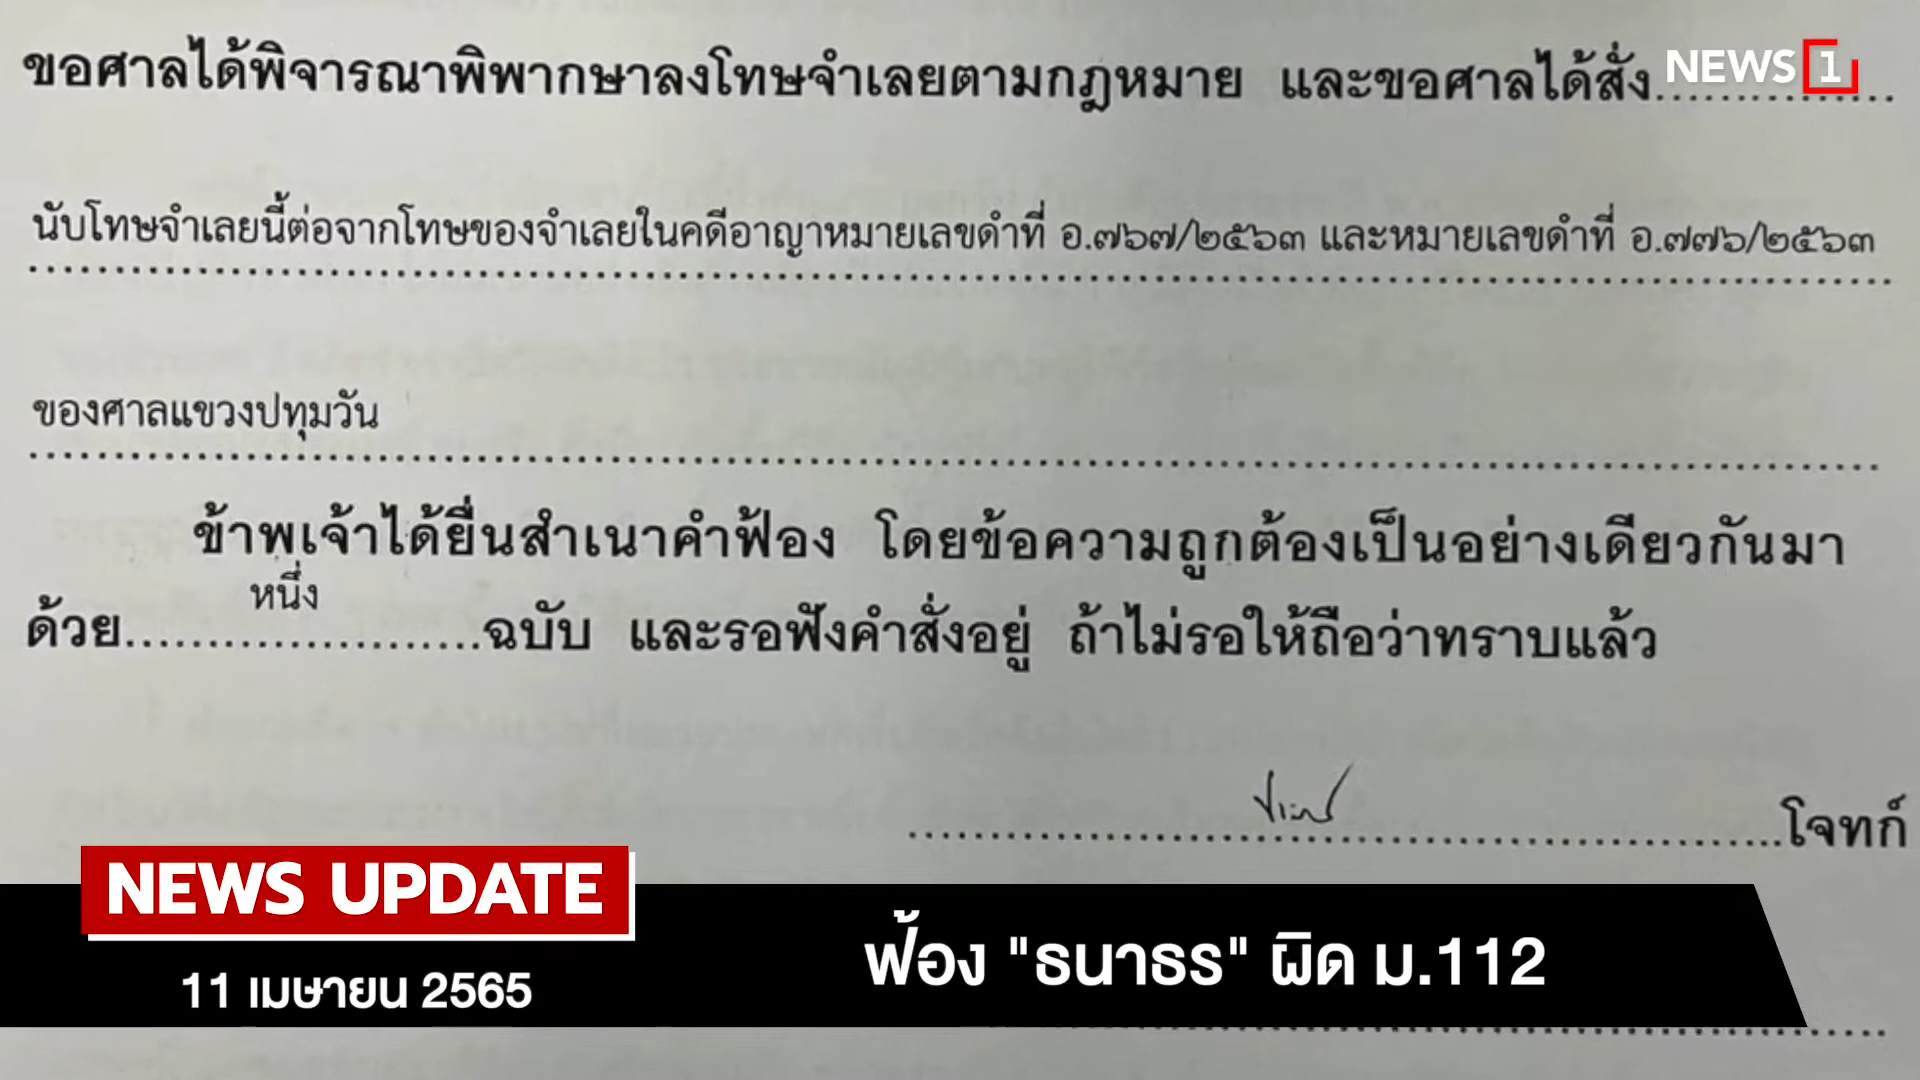 ขอศาลได้พิจารณาพิพากษาลงโทษจำเลยตามกฎหมาย และขอศาลได้สั่ง................
NEWS 1
นับโทษจำเลยนี้ต่อจากโทษของจำเลยในคดีอาญาหมายเลขดำที่ อ.๗๖๗/๒๕๖๓ และหมายเลขดำที่ อ.๗๗๖/๒๕๖๓
ของศาลแขวงปทุมวัน
ข้าพเจ้าได้ยื่นสำเนาคำฟ้อง โดยข้อความถูกต้องเป็นอย่างเดียวกันมา
ด้วย.........หนึ่ง.............ฉบับ และรอฟังคำสั่งอยู่ ถ้าไม่รอให้ถือว่าทราบแล้ว
โจทก์
NEWS UPDATE
11 เมษายน 2565
ฟ้อง "ธนาธร" ผิด ม.112